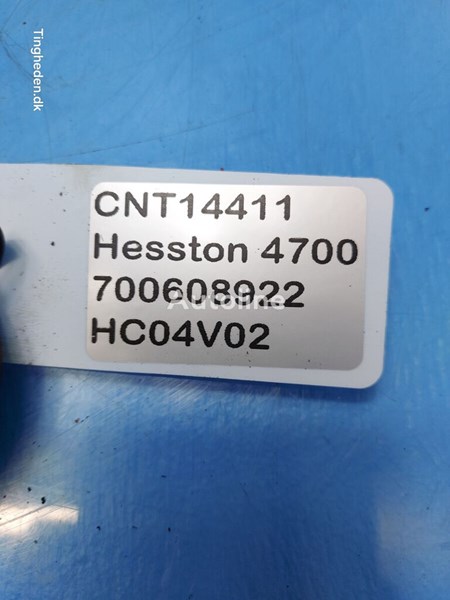 Tingheden.dk
CNT14411
Hesston 4700
700608922
Autoline
HC04V02